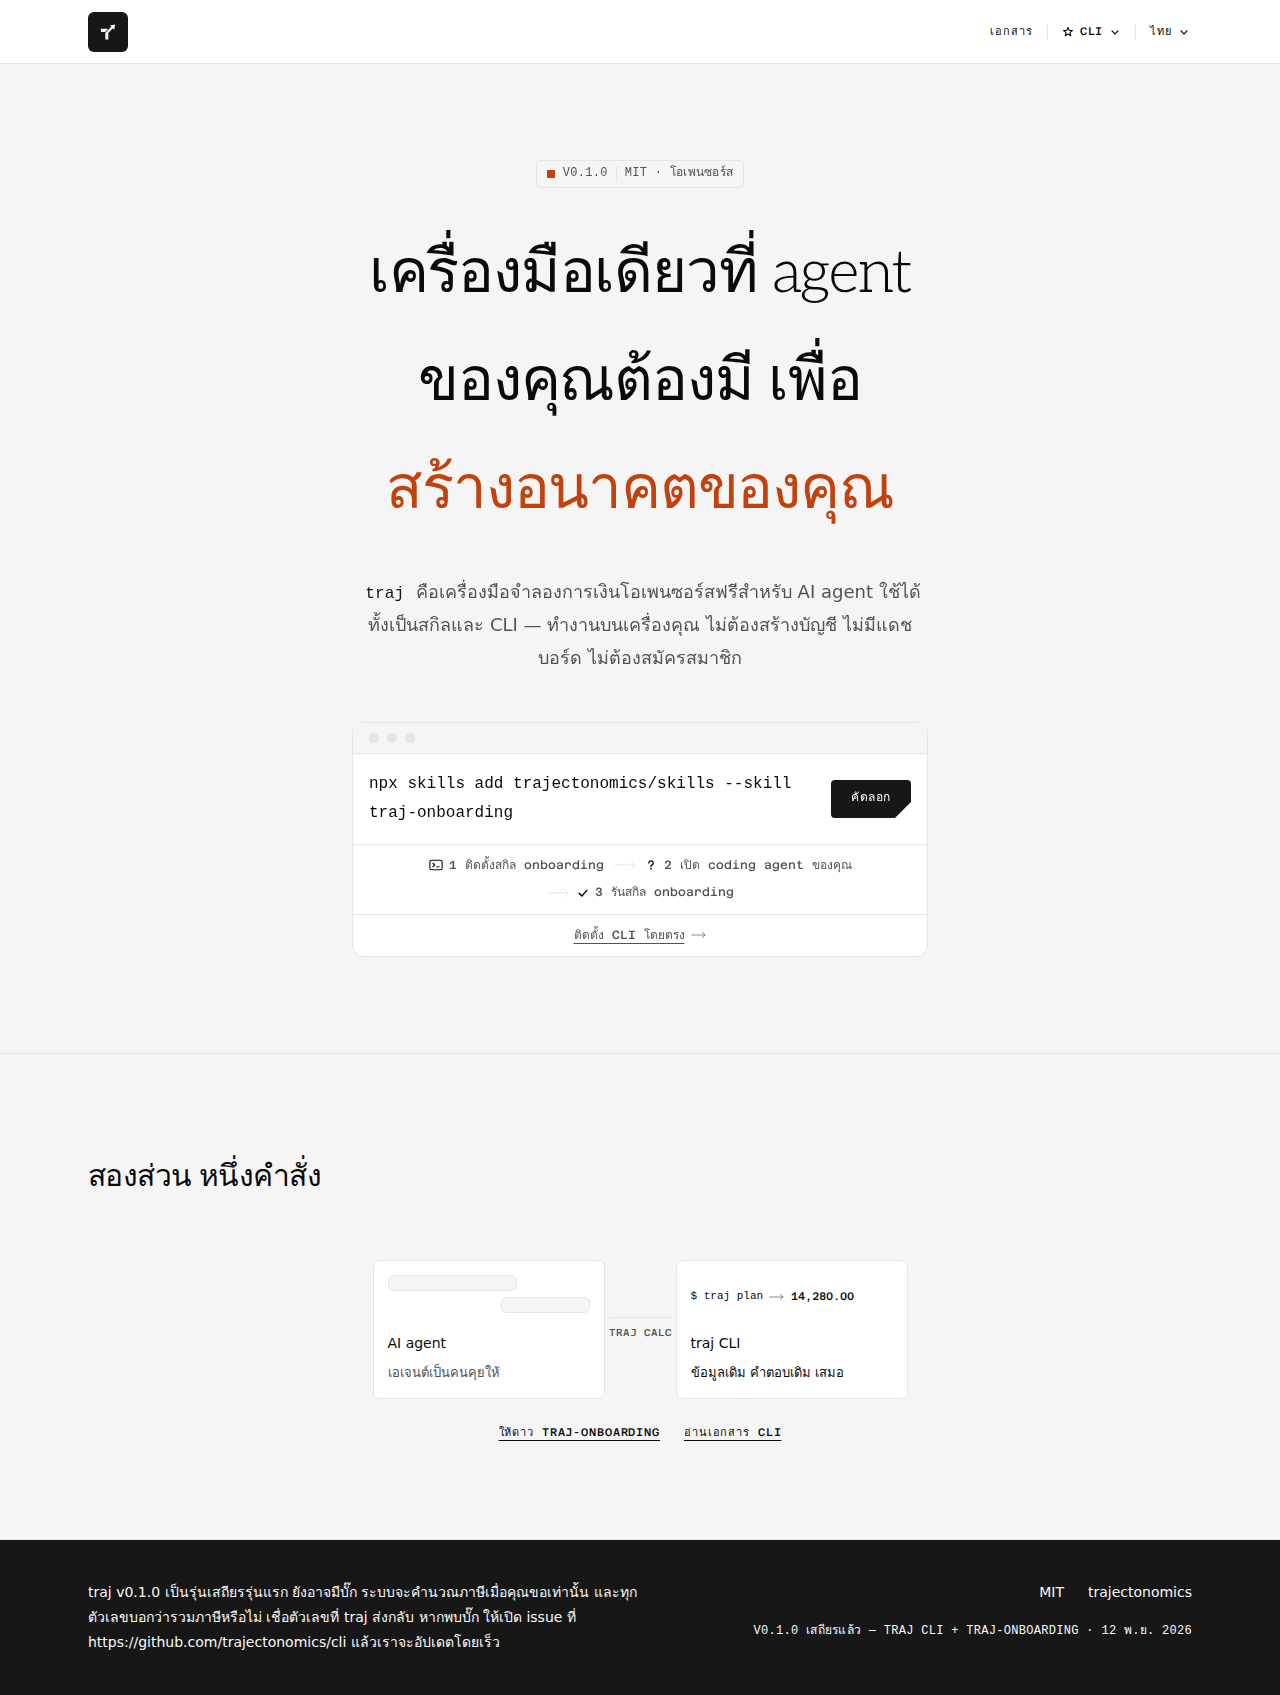 เอกสาร
CLI
ไทย
V0.1.0 MIT · โอเพนซอร์ส
เครื่องมือเดียวที่ agent
ของคุณต้องมี เพื่อ
สร้างอนาคตของคุณ
traj คือเครื่องมือจำลองการเงินโอเพนซอร์สฟรีสำหรับ AI agent ใช้ได้
ทั้งเป็นสกิลและ CLI — ทำงานบนเครื่องคุณ ไม่ต้องสร้างบัญชี ไม่มีแดช
บอร์ด ไม่ต้องสมัครสมาชิก
npx skills add trajectonomics/skills --skill
traj-onboarding
คัดลอก
1 ติดตั้งสกิล onboarding → ? 2 เปิด coding agent ของคุณ
→ ✓ 3 รันสกิล onboarding
ติดตั้ง CLI โดยตรง →
สองส่วน หนึ่งคำสั่ง
AI agent
เอเจนต์เป็นคนคุยให้
TRAJ CALC
$ traj plan → 14,280.00
traj CLI
ข้อมูลเดิม คำตอบเดิม เสมอ
ให้ดาว TRAJ-ONBOARDING
อ่านเอกสาร CLI
traj v0.1.0 เป็นรุ่นเสถียรรุ่นแรก ยังอาจมีบั๊ก ระบบจะคำนวณภาษีเมื่อคุณขอเท่านั้น และทุก
ตัวเลขบอกว่ารวมภาษีหรือไม่ เชื่อตัวเลขที่ traj ส่งกลับ หากพบบั๊ก ให้เปิด issue ที่
https://github.com/trajectonomics/cli แล้วเราจะอัปเดตโดยเร็ว
MIT trajectonomics
V0.1.0 เสถียรแล้ว — TRAJ CLI + TRAJ-ONBOARDING · 12 พ.ย. 2026